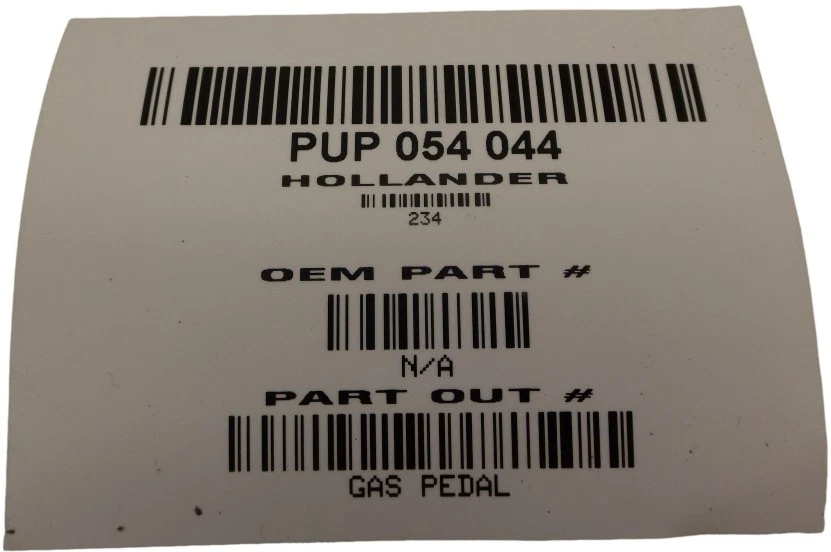 PUP 054 044
HOLLANDER
234
OEM PART #
N/A
PART OUT #
GAS PEDAL